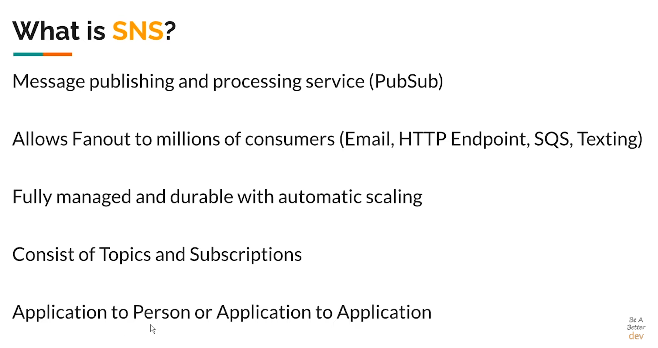 What is SNS?
Message publishing and processing service (PubSub)
Allows Fanout to millions of consumers (Email, HTTP Endpoint, SQS, Texting)
Fully managed and durable with automatic scaling
Consist of Topics and Subscriptions
Application to Person or Application to Application
Be A
Better
dev